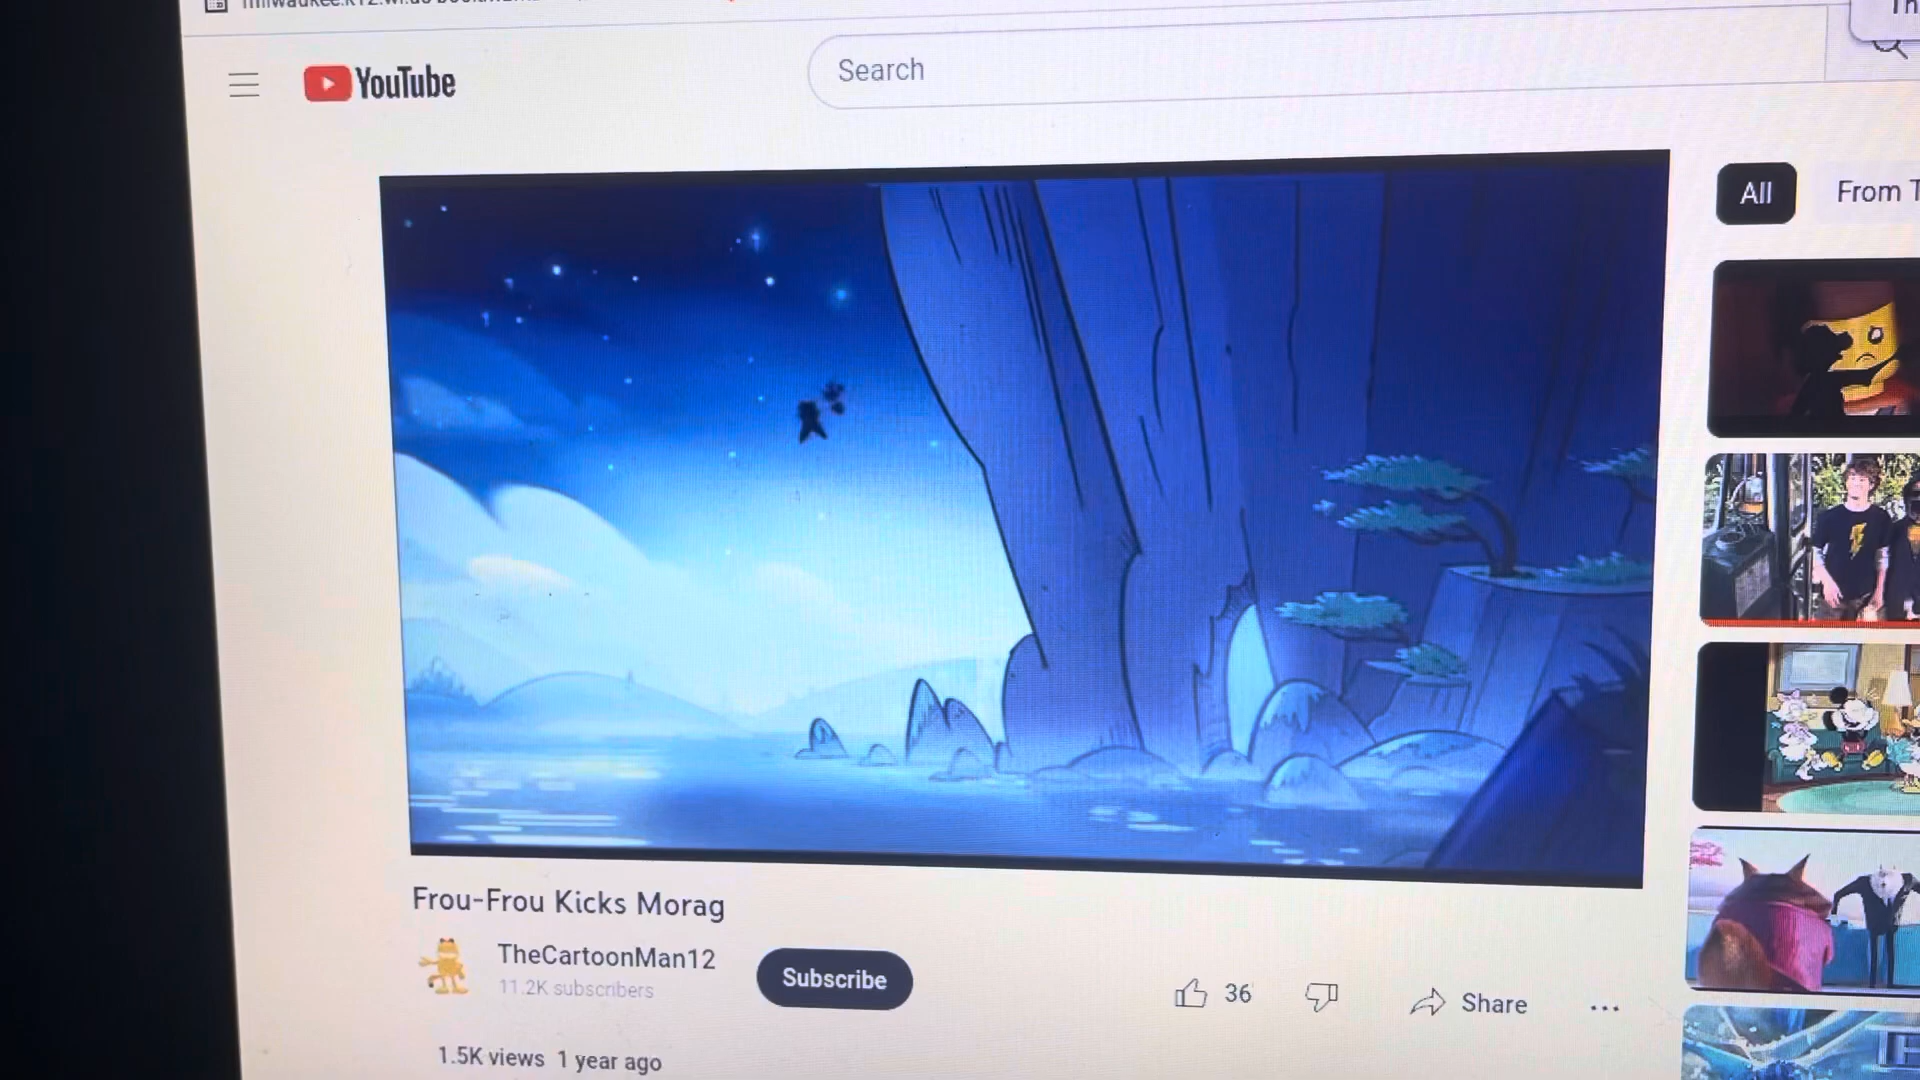 YouTube
Search
All
From T
Frou-Frou Kicks Morag
TheCartoonMan12
11.2K subscribers
Subscribe
36
Share
1.5K views 1 year ago